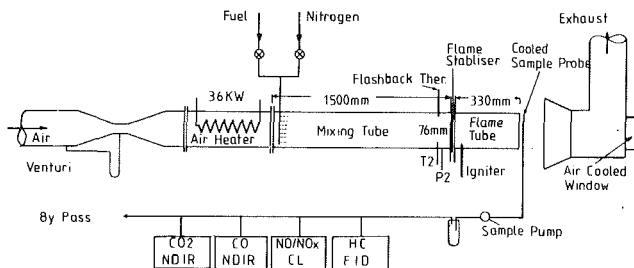 Fuel
Nitrogen
Exhaust
Flame
Stabliser
Cooled
Sample Probe
Flashback Ther.
36KW
1500mm
330mm
Air
Venturi
Air Heater
Mixing Tube
76mm
Flame
Tube
T2
P2
Igniter
Air Cooled
Window
By Pass
Sample Pump
CO2
NDIR
CO
NDIR
NO/NOx
CL
HC
FID